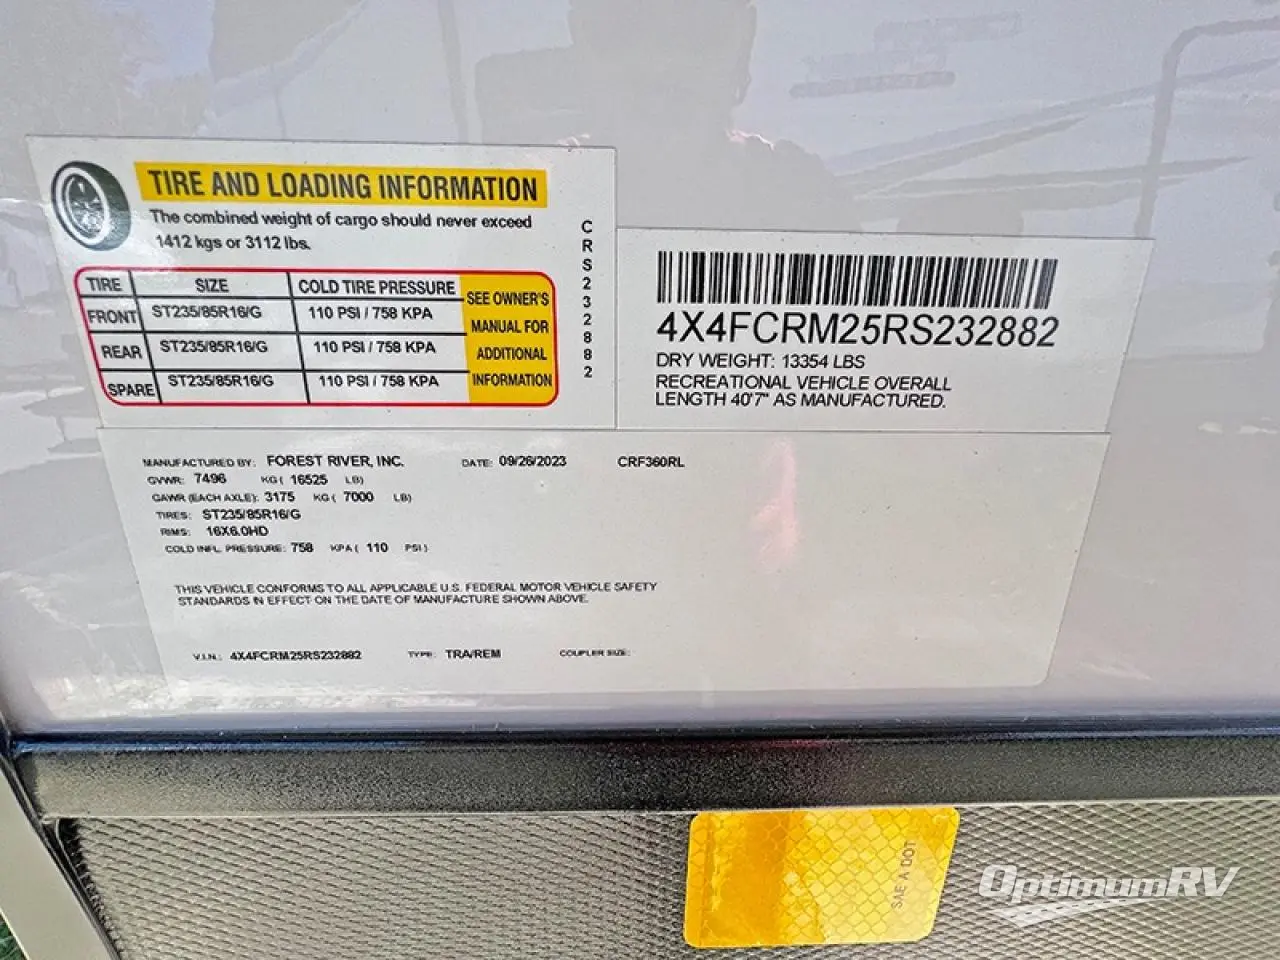 TIRE AND LOADING INFORMATION
The combined weight of cargo should never exceed
1412 kgs or 3112 lbs.
TIRE SIZE COLD TIRE PRESSURE
FRONT ST235/85R16/G 110 PSI / 758 KPA
REAR ST235/85R16/G 110 PSI / 758 KPA
SPARE ST235/85R16/G 110 PSI / 758 KPA
SEE OWNER'S
MANUAL FOR
ADDITIONAL
INFORMATION
CRS232882
4X4FCRM25RS232882
DRY WEIGHT: 13354 LBS
RECREATIONAL VEHICLE OVERALL
LENGTH 40'7" AS MANUFACTURED.
MANUFACTURED BY: FOREST RIVER, INC. DATE: 09/26/2023 CRF360RL
GVWR: 7496 KG ( 16525 LB)
GAWR (EACH AXLE): 3175 KG ( 7000 LB)
TIRES: ST235/85R16/G
RIMS: 16X6.0HD
COLD INFL. PRESSURE: 758 KPA ( 110 PSI )
THIS VEHICLE CONFORMS TO ALL APPLICABLE U.S. FEDERAL MOTOR VEHICLE SAFETY
STANDARDS IN EFFECT ON THE DATE OF MANUFACTURE SHOWN ABOVE.
V.I.N.: 4X4FCRM25RS232882 TYPE: TRA/REM COUPLER SIZE:
SAE A DOT
OptimumRV